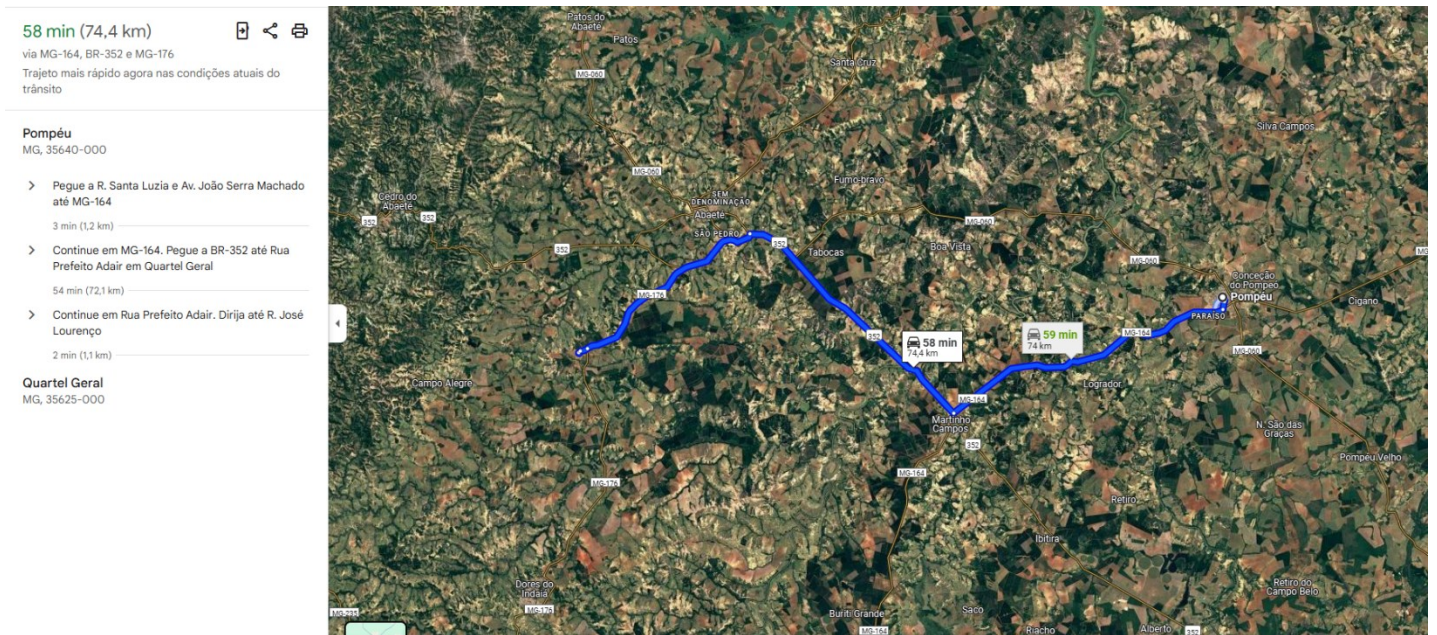 58 min (74,4 km)
via MG-164, BR-352 e MG-176
Trajeto mais rápido agora nas condições atuais do
trânsito
Pompéu
MG, 35640-000
Pegue a R. Santa Luzia e Av. João Serra Machado
até MG-164
3 min (1,2 km)
Continue em MG-164. Pegue a BR-352 até Rua
Prefeito Adair em Quartel Geral
54 min (72,1 km)
Continue em Rua Prefeito Adair. Dirija até R. José
Lourenço
2 min (1,1 km)
Quartel Geral
MG, 35625-000
Patos do
Abaeté
Patos
MG-060
Santa Cruz
Silva Campos
MG-060
Fumo-bravo
Cedro do
Abaeté
352
352
SEM
DENOMINAÇÃO
Abaeté
SÃO PEDRO
352
352
Tabocas
MG-060
Boa Vista
MG-060
MG
Conceção
do Pompéo
Pompéu
Cigano
PARAÍSO
MG-176
MG-164
MG-060
352
58 min
74,4 km
59 min
74 km
Logrador
Campo Alegre
MG-164
Martinho
Campos
352
N.ª São das
Graças
Pompéu Velho
MG-164
MG-176
Retiro
Ibitira
Dores do
Indaiá
MG-176
MG-235
Buriti Grande
MG-164
Saco
Riacho
Alberto
352
Retiro do
Campo Belo